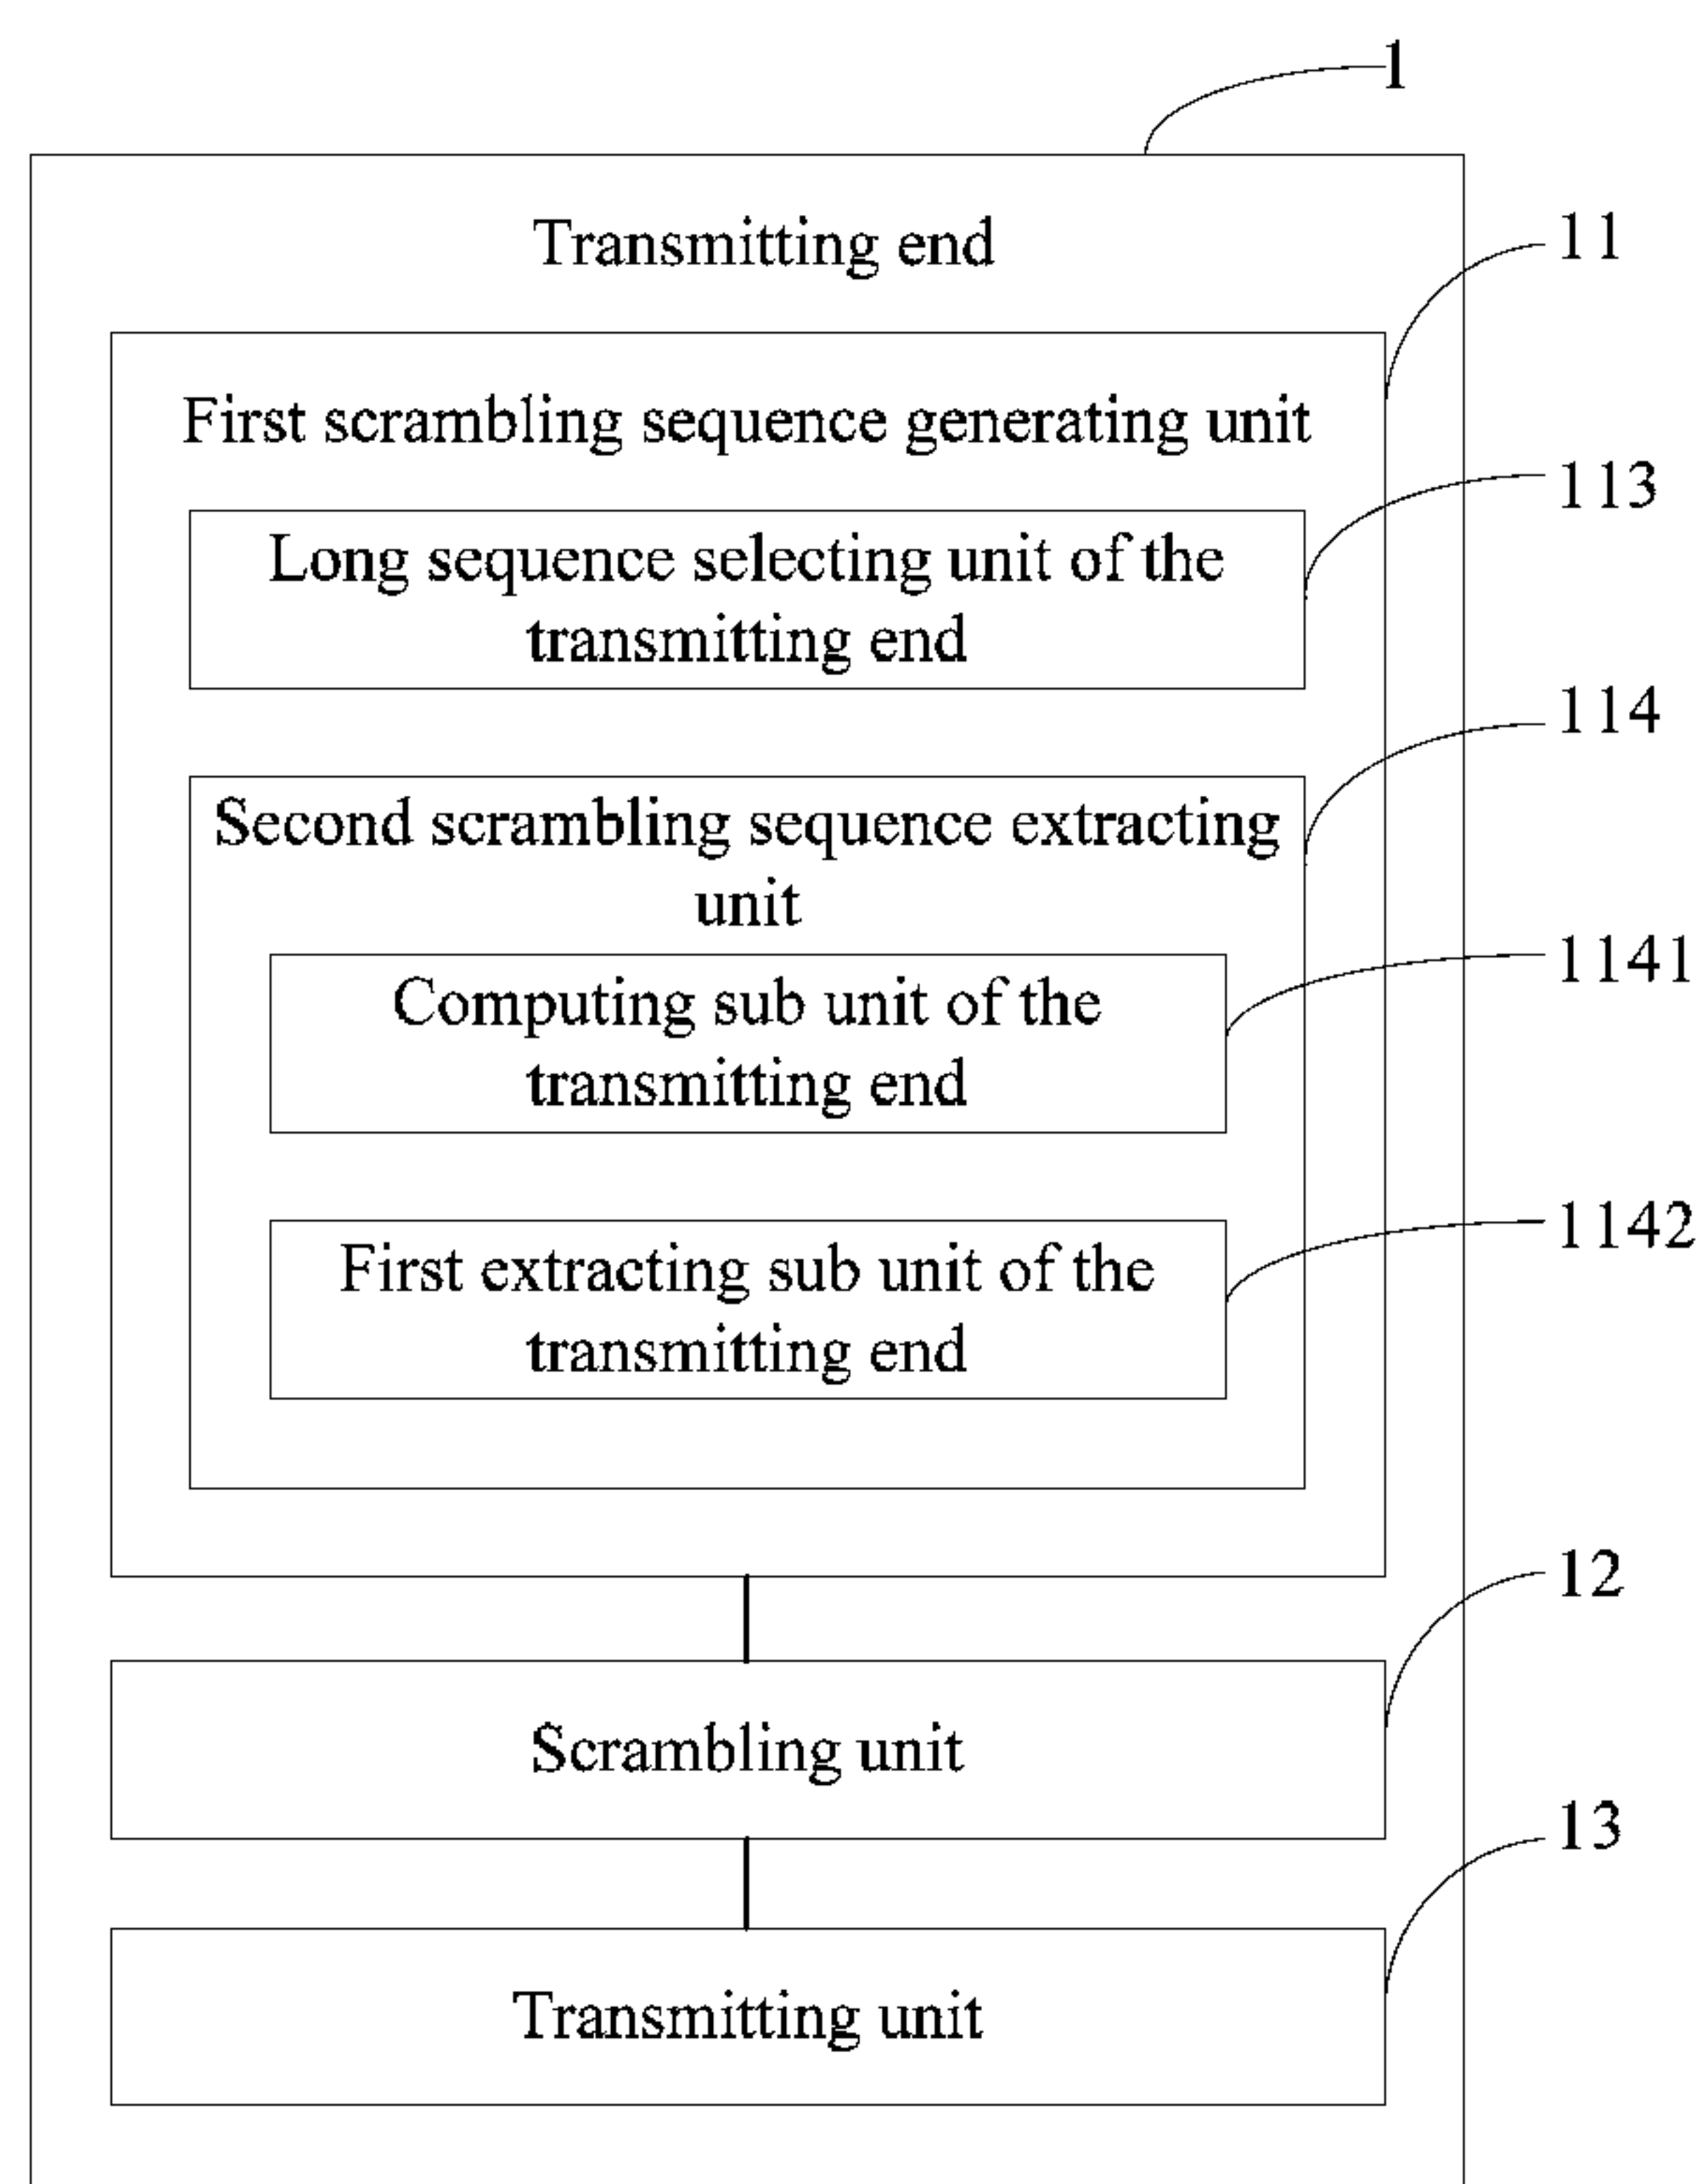 1
Transmitting end
11
First scrambling sequence generating unit
113
Long sequence selecting unit of the
transmitting end
114
Second scrambling sequence extracting
unit
1141
Computing sub unit of the
transmitting end
1142
First extracting sub unit of the
transmitting end
12
Scrambling unit
13
Transmitting unit